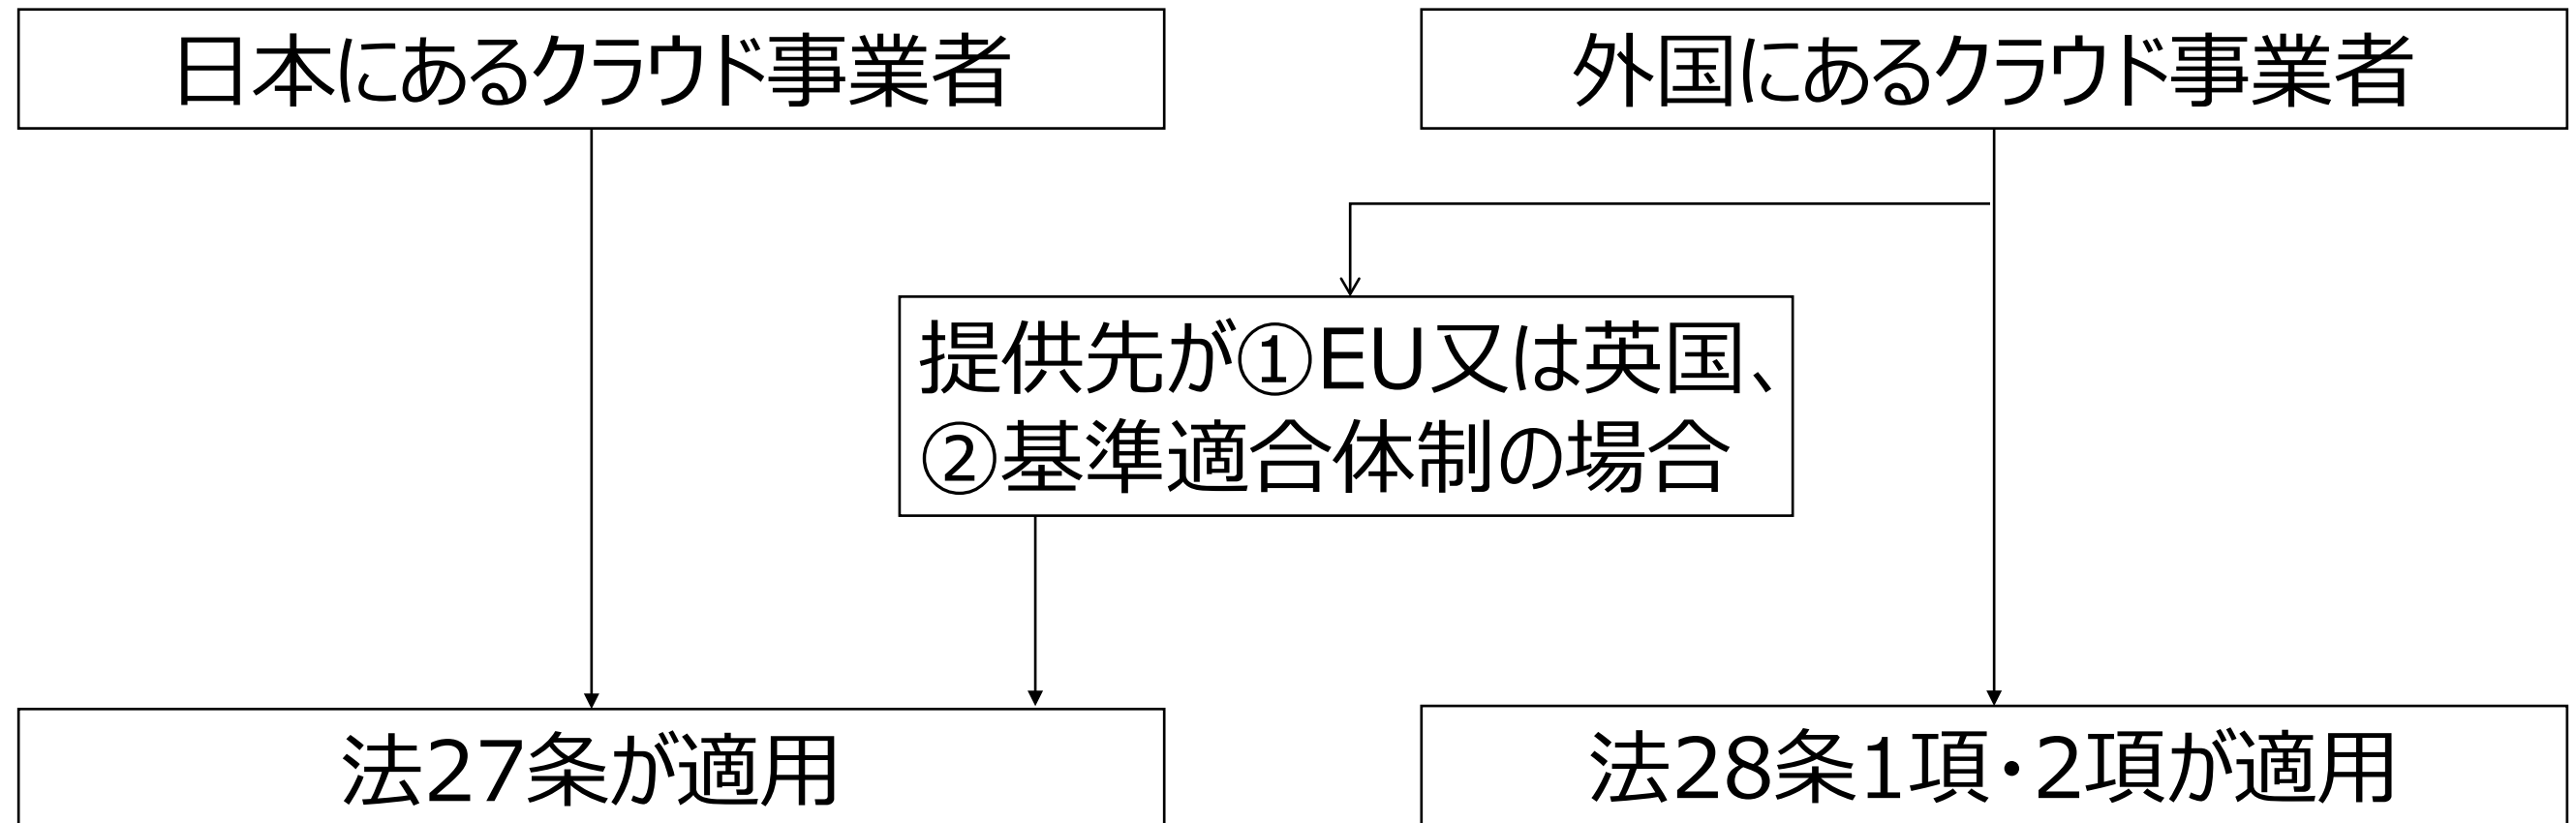 日本にあるクラウド事業者
外国にあるクラウド事業者
提供先が①EU又は英国、
②基準適合体制の場合
法27条が適用
法28条1項・2項が適用